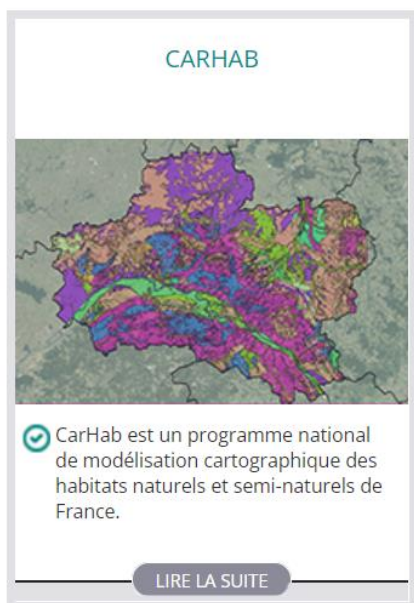 CARHAB
CarHab est un programme national
de modélisation cartographique des
habitats naturels et semi-naturels de
France.
LIRE LA SUITE